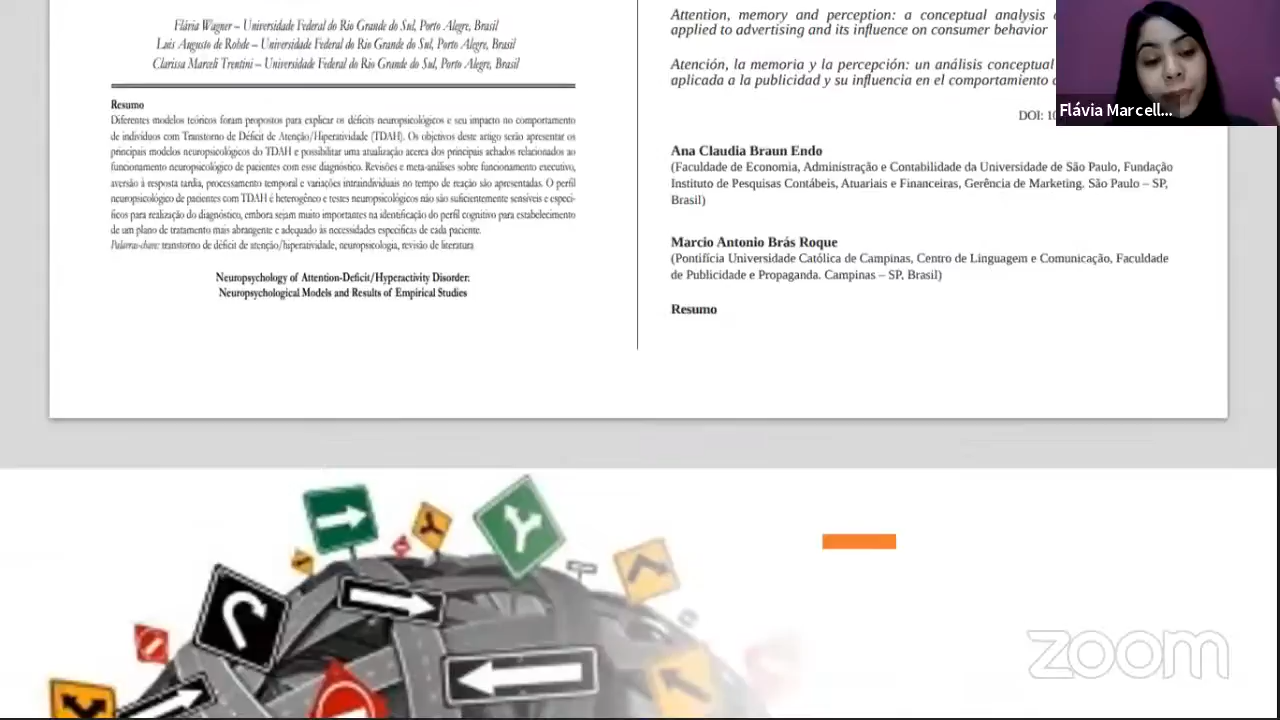 Flávia Wagner – Universidade Federal do Rio Grande do Sul, Porto Alegre, Brasil
Luis Augusto de Rohde – Universidade Federal do Rio Grande do Sul, Porto Alegre, Brasil
Clarissa Marceli Trentini – Universidade Federal do Rio Grande do Sul, Porto Alegre, Brasil
Resumo
Diferentes modelos teóricos foram propostos para explicar os déficits neuropsicológicos e seu impacto no comportamento
de indivíduos com Transtorno de Déficit de Atenção/Hiperatividade (TDAH). Os objetivos deste artigo serão apresentar os
principais modelos neuropsicológicos do TDAH e possibilitar uma atualização acerca dos principais achados relacionados ao
funcionamento neuropsicológico de pacientes com esse diagnóstico. Revisões e meta-análises sobre funcionamento executivo,
aversão à resposta tardia, processamento temporal e variações intraindividuais no tempo de reação são apresentadas. O perfil
neuropsicológico de pacientes com TDAH é heterogêneo e testes neuropsicológicos não são suficientemente sensíveis e especí-
ficos para realização do diagnóstico, embora sejam muito importantes na identificação do perfil cognitivo para estabelecimento
de um plano de tratamento mais abrangente e adequado às necessidades específicas de cada paciente.
Palavras-chave: transtorno de déficit de atenção/hiperatividade, neuropsicologia, revisão de literatura
Neuropsychology of Attention-Deficit/Hyperactivity Disorder:
Neuropsychological Models and Results of Empirical Studies
Attention, memory and perception: a conceptual analysis
applied to advertising and its influence on consumer behavior
Atención, la memoria y la percepción: un análisis conceptual
aplicada a la publicidad y su influencia en el comportamiento
DOI: 10
Ana Claudia Braun Endo
(Faculdade de Economia, Administração e Contabilidade da Universidade de São Paulo, Fundação
Instituto de Pesquisas Contábeis, Atuariais e Financeiras, Gerência de Marketing. São Paulo – SP,
Brasil)
Marcio Antonio Brás Roque
(Pontifícia Universidade Católica de Campinas, Centro de Linguagem e Comunicação, Faculdade
de Publicidade e Propaganda. Campinas – SP, Brasil)
Resumo
Flávia Marcell...
zoom